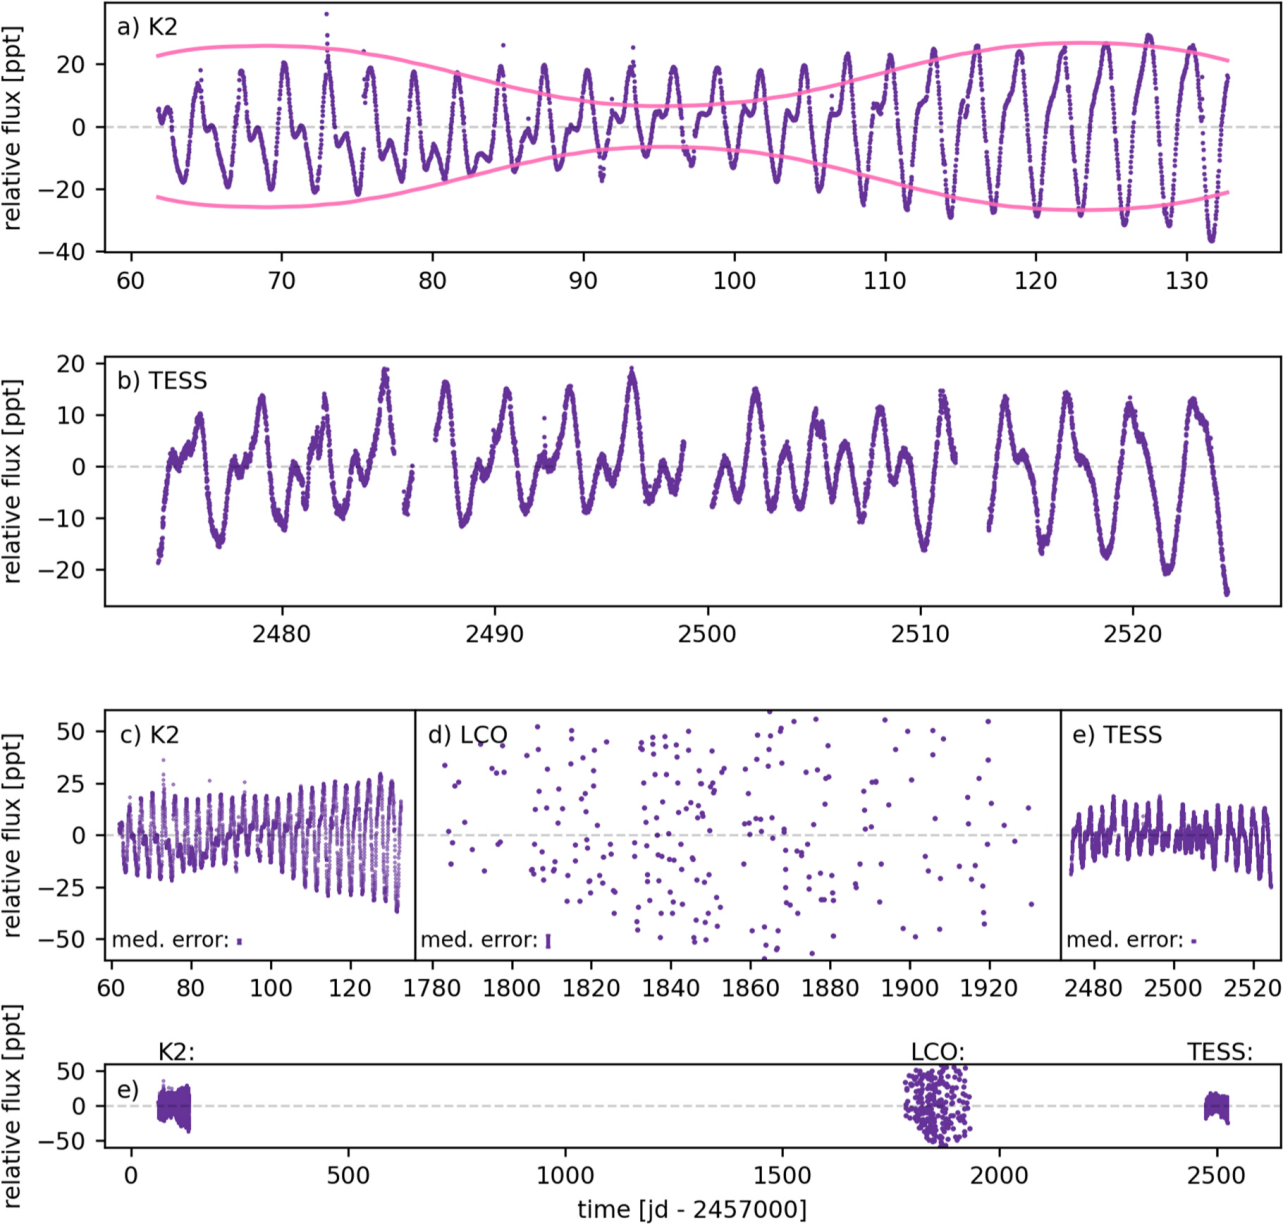 a) K2
relative flux [ppt]
20
0
−20
−40
60 70 80 90 100 110 120 130
b) TESS
relative flux [ppt]
20
10
0
−10
−20
2480 2490 2500 2510 2520
c) K2 d) LCO e) TESS
relative flux [ppt]
50
25
0
−25
−50
med. error: med. error: med. error:
60 80 100 120 1780 1800 1820 1840 1860 1880 1900 1920 2480 2500 2520
K2: LCO: TESS:
e)
relative flux [ppt]
50
0
−50
0 500 1000 1500 2000 2500
time [jd - 2457000]